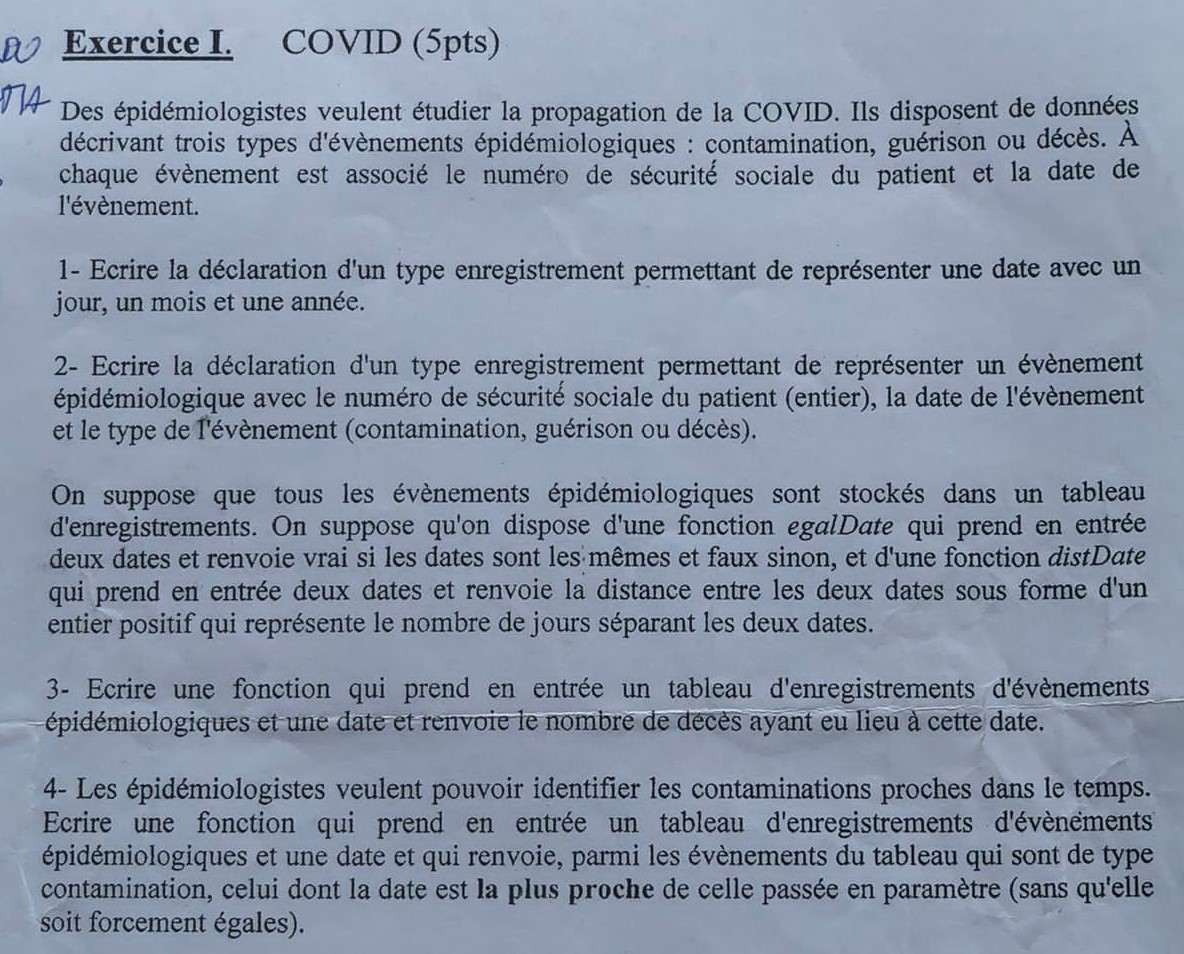 Exercice I. COVID (5pts)
Des épidémiologistes veulent étudier la propagation de la COVID. Ils disposent de données
décrivant trois types d'évènements épidémiologiques : contamination, guérison ou décès. À
chaque évènement est associé le numéro de sécurité sociale du patient et la date de
l'évènement.
1- Ecrire la déclaration d'un type enregistrement permettant de représenter une date avec un
jour, un mois et une année.
2- Ecrire la déclaration d'un type enregistrement permettant de représenter un évènement
épidémiologique avec le numéro de sécurité sociale du patient (entier), la date de l'évènement
et le type de l'évènement (contamination, guérison ou décès).
On suppose que tous les évènements épidémiologiques sont stockés dans un tableau
d'enregistrements. On suppose qu'on dispose d'une fonction egalDate qui prend en entrée
deux dates et renvoie vrai si les dates sont les mêmes et faux sinon, et d'une fonction distDate
qui prend en entrée deux dates et renvoie la distance entre les deux dates sous forme d'un
entier positif qui représente le nombre de jours séparant les deux dates.
3- Ecrire une fonction qui prend en entrée un tableau d'enregistrements d'évènements
épidémiologiques et une date et renvoie le nombre de décès ayant eu lieu à cette date.
4- Les épidémiologistes veulent pouvoir identifier les contaminations proches dans le temps.
Ecrire une fonction qui prend en entrée un tableau d'enregistrements d'évènements
épidémiologiques et une date et qui renvoie, parmi les évènements du tableau qui sont de type
contamination, celui dont la date est la plus proche de celle passée en paramètre (sans qu'elle
soit forcement égales).